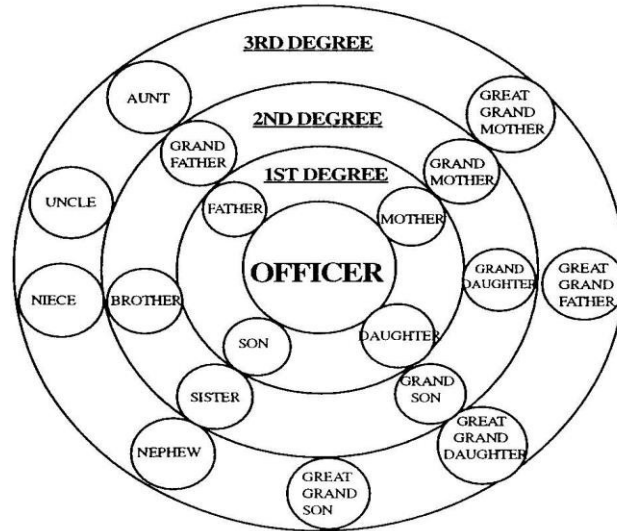 3RD DEGREE
AUNT
GREAT
GRAND
MOTHER
2ND DEGREE
GRAND
FATHER
GRAND
MOTHER
1ST DEGREE
UNCLE
FATHER
MOTHER
OFFICER
NIECE
BROTHER
GRAND
DAUGHTER
GREAT
GRAND
FATHER
SON
DAUGHTER
SISTER
GRAND
SON
NEPHEW
GREAT
GRAND
DAUGHTER
GREAT
GRAND
SON